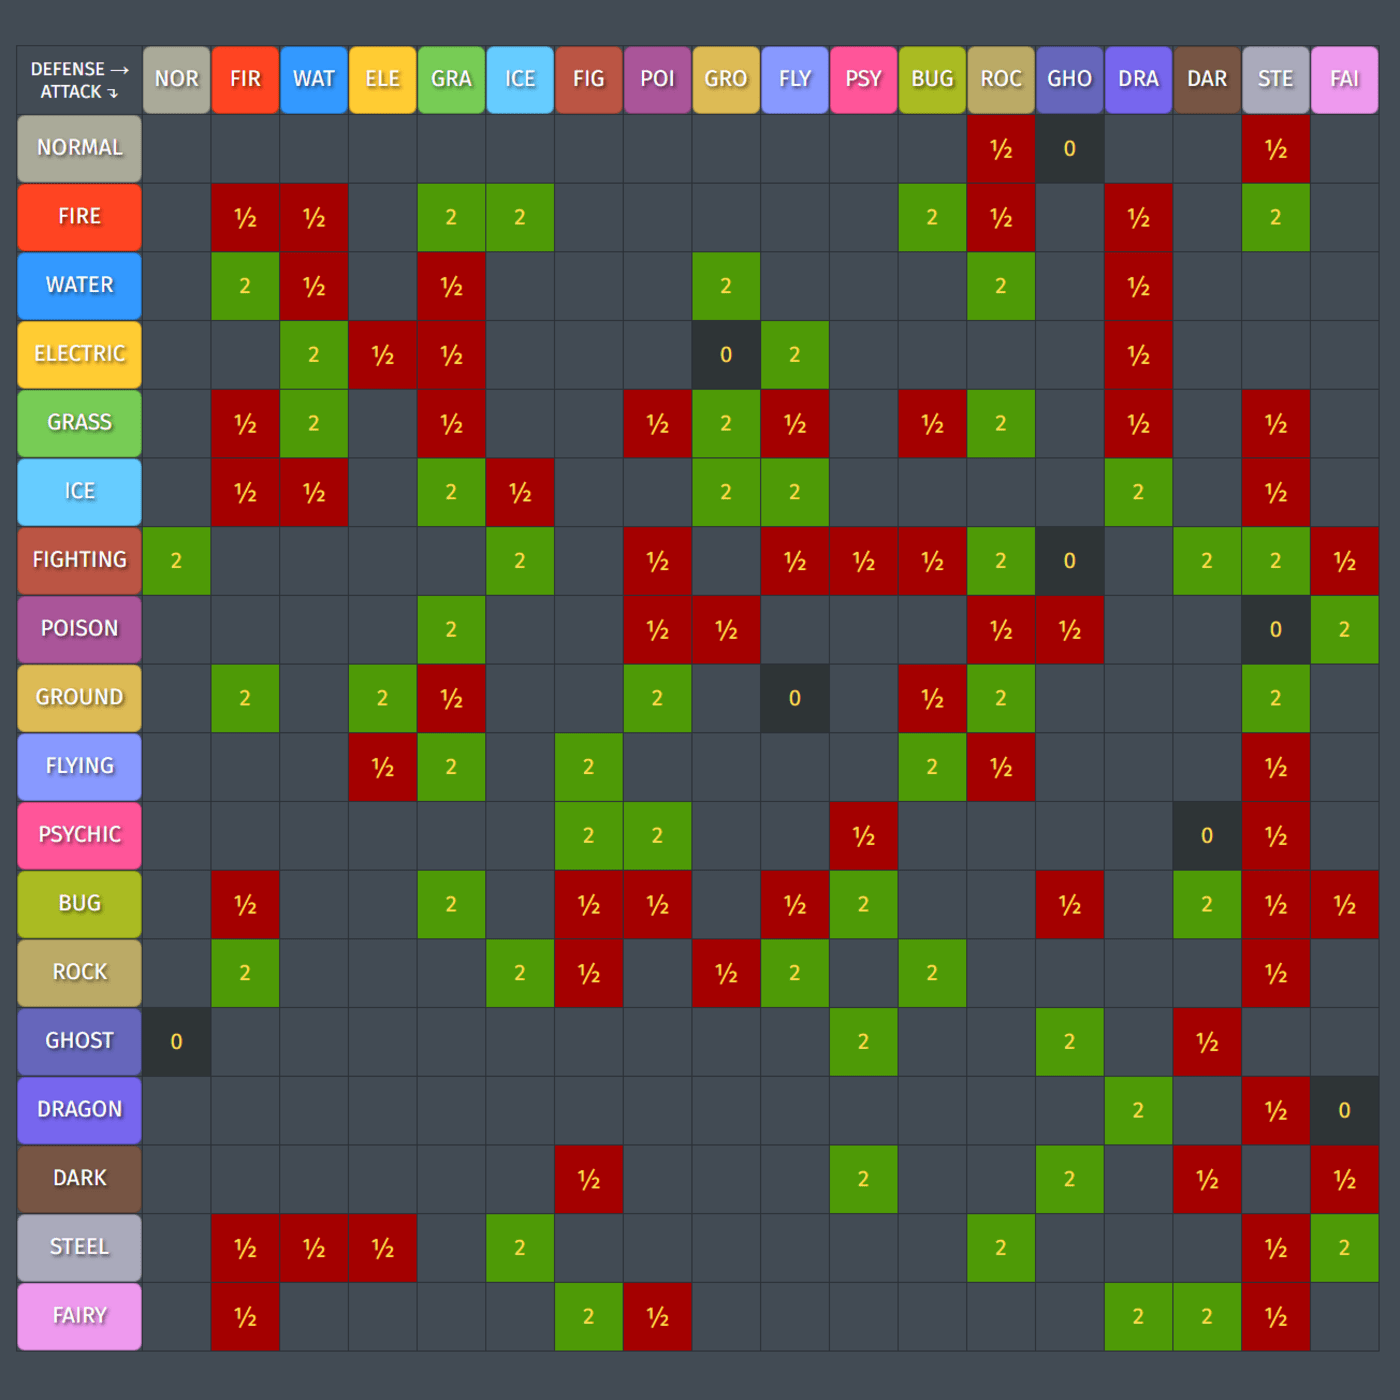 DEFENSE → NOR FIR WAT ELE GRA ICE FIG POI GRO FLY PSY BUG ROC GHO DRA DAR STE FAI
ATTACK ↴
NORMAL ½ 0 ½
FIRE ½ ½ 2 2 2 ½ ½ 2
WATER 2 ½ ½ 2 2 ½
ELECTRIC 2 ½ ½ 0 2 ½
GRASS ½ 2 ½ ½ 2 ½ ½ 2 ½ ½
ICE ½ ½ 2 ½ 2 2 2 ½
FIGHTING 2 2 ½ ½ ½ ½ 2 0 2 2 ½
POISON 2 ½ ½ ½ ½ 0 2
GROUND 2 2 ½ 2 0 ½ 2 2
FLYING ½ 2 2 2 ½ ½
PSYCHIC 2 2 ½ 0 ½
BUG ½ 2 ½ ½ ½ 2 ½ 2 ½ ½
ROCK 2 2 ½ ½ 2 2 ½
GHOST 0 2 2 ½
DRAGON 2 ½ 0
DARK ½ 2 2 ½ ½
STEEL ½ ½ ½ 2 2 ½ 2
FAIRY ½ 2 ½ 2 2 ½